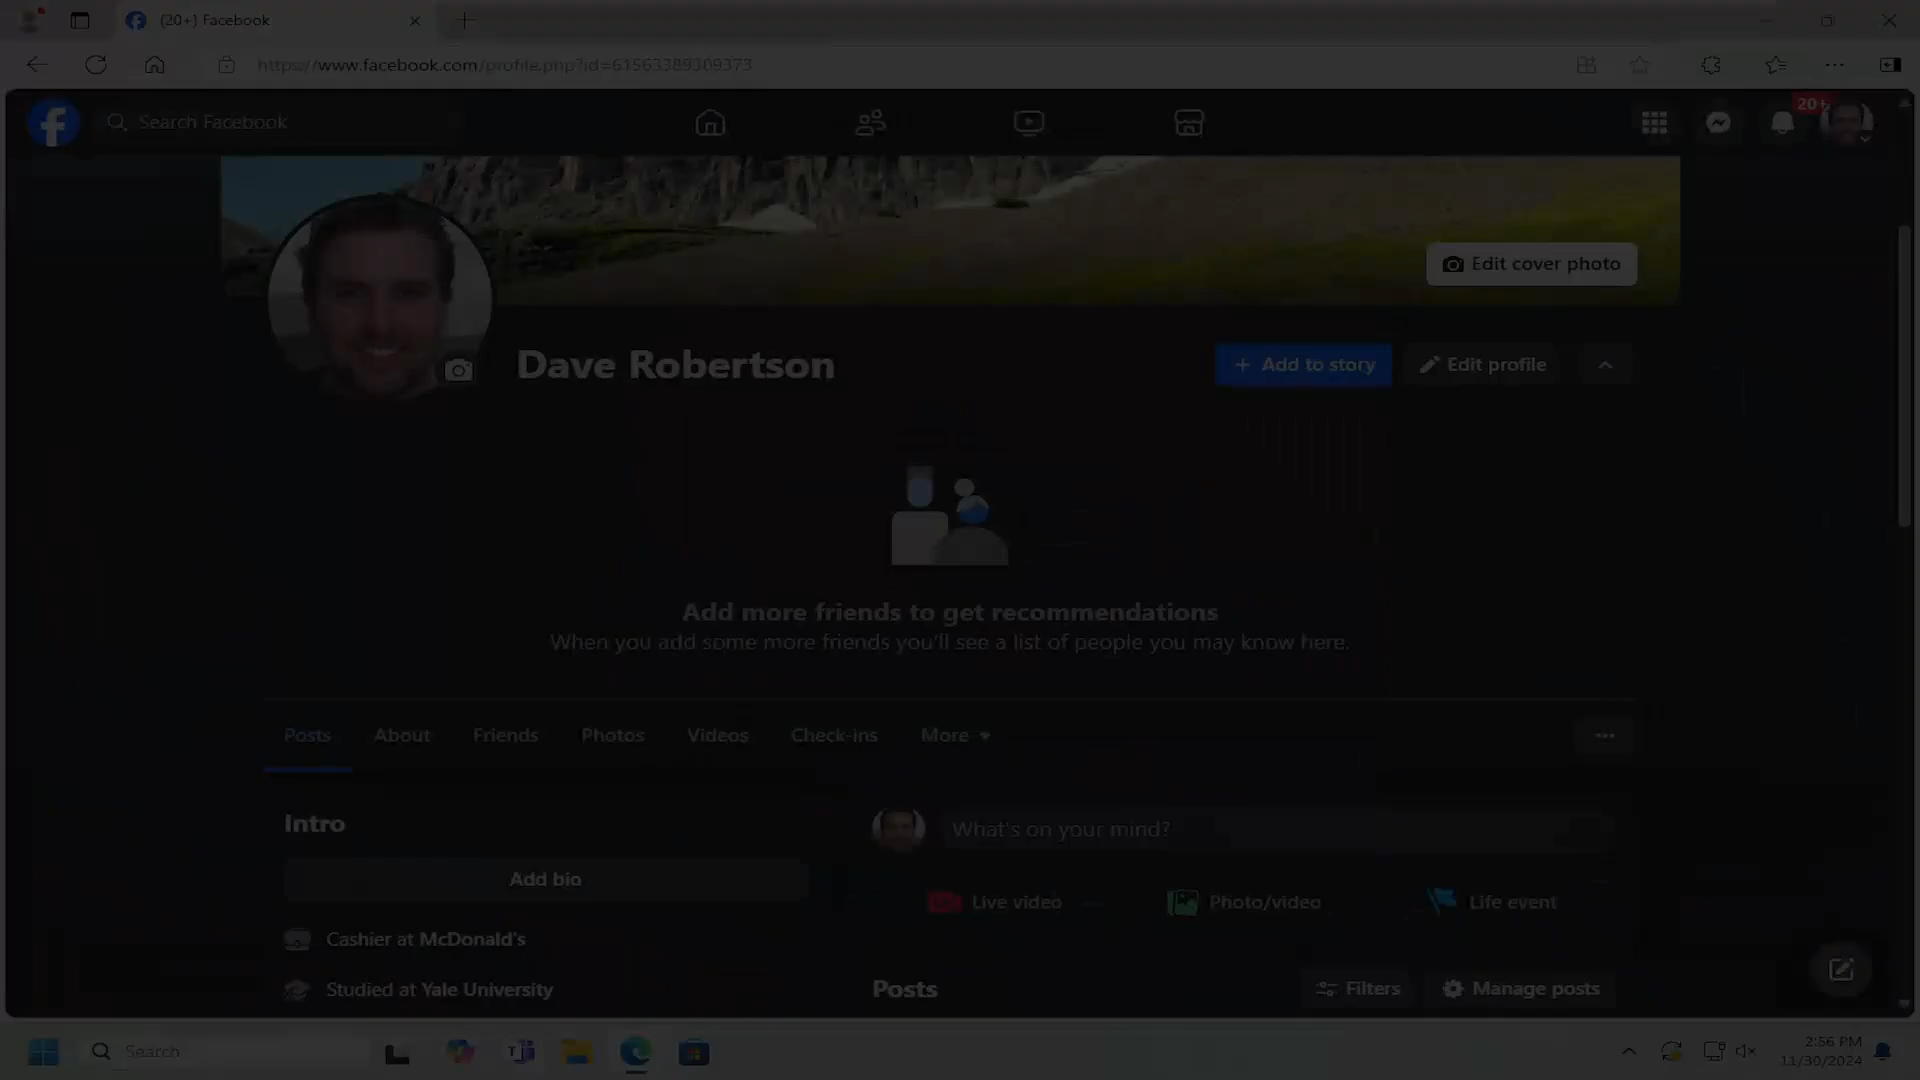 (20+) Facebook
https://www.facebook.com/profile.php?id=61563389309373
Search Facebook
20+
Edit cover photo
Dave Robertson
Add to story
Edit profile
Add more friends to get recommendations
When you add some more friends you'll see a list of people you may know here.
Posts
About
Friends
Photos
Videos
Check-ins
More
Intro
What's on your mind?
Add bio
Live video
Photo/video
Life event
Cashier at McDonald's
Studied at Yale University
Posts
Filters
Manage posts
Search
2:56 PM
11/30/2024